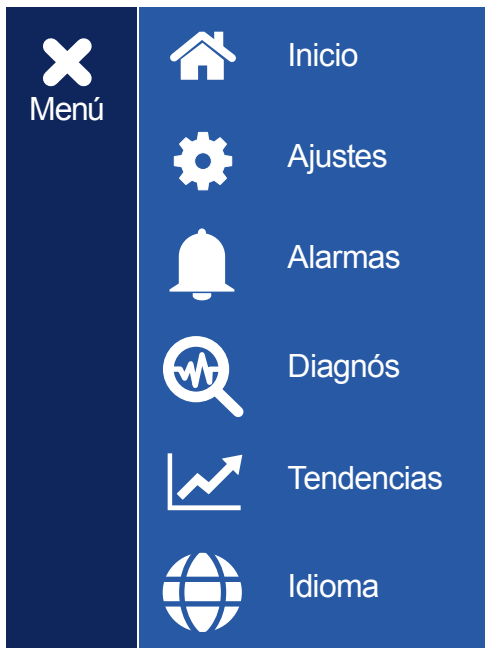 Menú
Inicio
Ajustes
Alarmas
Diagnós
Tendencias
Idioma